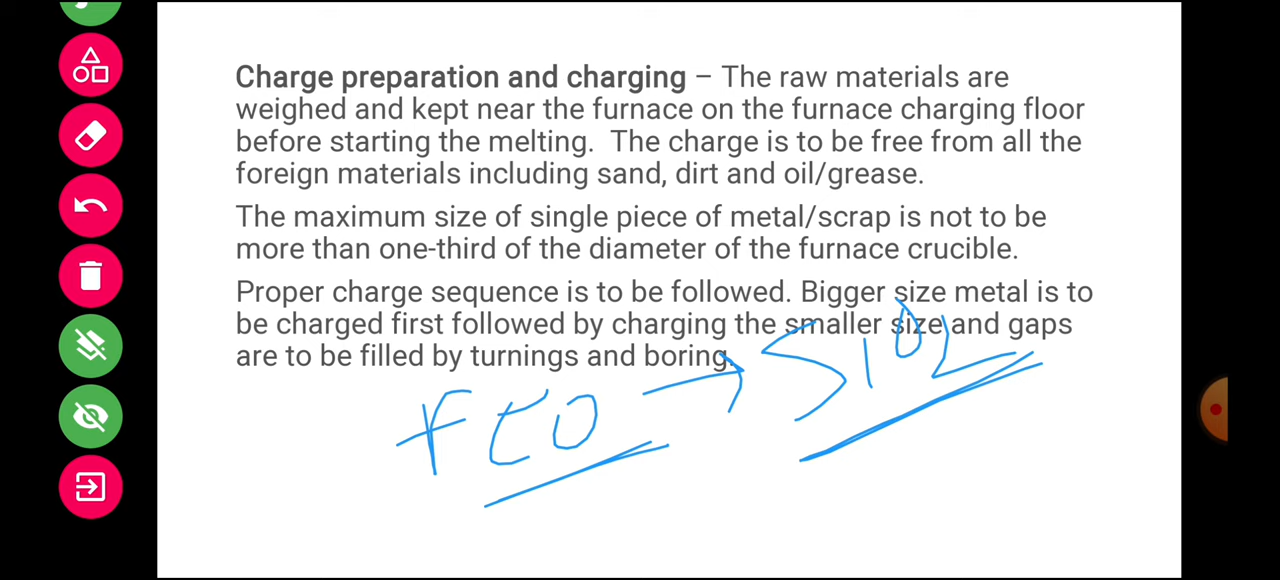 Charge preparation and charging – The raw materials are
weighed and kept near the furnace on the furnace charging floor
before starting the melting. The charge is to be free from all the
foreign materials including sand, dirt and oil/grease.
The maximum size of single piece of metal/scrap is not to be
more than one-third of the diameter of the furnace crucible.
Proper charge sequence is to be followed. Bigger size metal is to
be charged first followed by charging the smaller size and gaps
are to be filled by turnings and boring.
FeO → SiO2